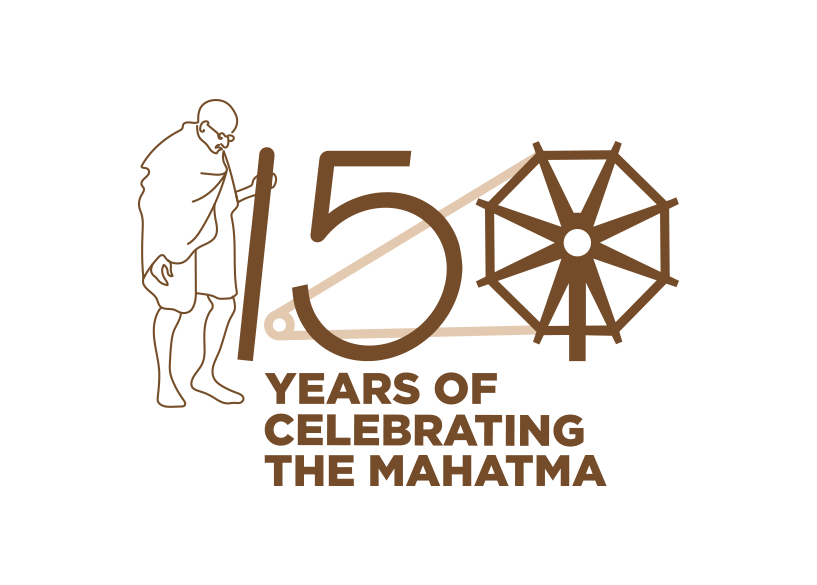 150
YEARS OF
CELEBRATING
THE MAHATMA